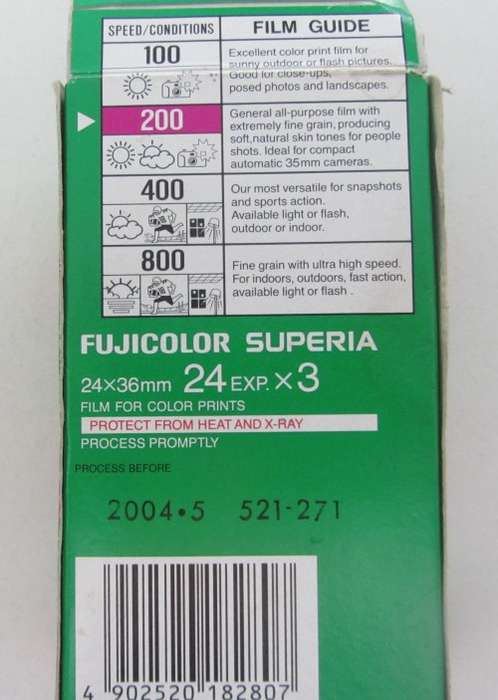 SPEED/CONDITIONS FILM GUIDE
100
Excellent color print film for
sunny outdoor or flash pictures.
Good for close-ups,
posed photos and landscapes.
200
General all-purpose film with
extremely fine grain, producing
soft,natural skin tones for people
shots. Ideal for compact
automatic 35mm cameras.
400
Our most versatile for snapshots
and sports action.
Available light or flash,
outdoor or indoor.
800
Fine grain with ultra high speed.
For indoors, outdoors, fast action,
available light or flash .
FUJICOLOR SUPERIA
24×36mm 24 EXP. ×3
FILM FOR COLOR PRINTS
PROTECT FROM HEAT AND X-RAY
PROCESS PROMPTLY
PROCESS BEFORE
2004•5 521-271
4 902520 182807